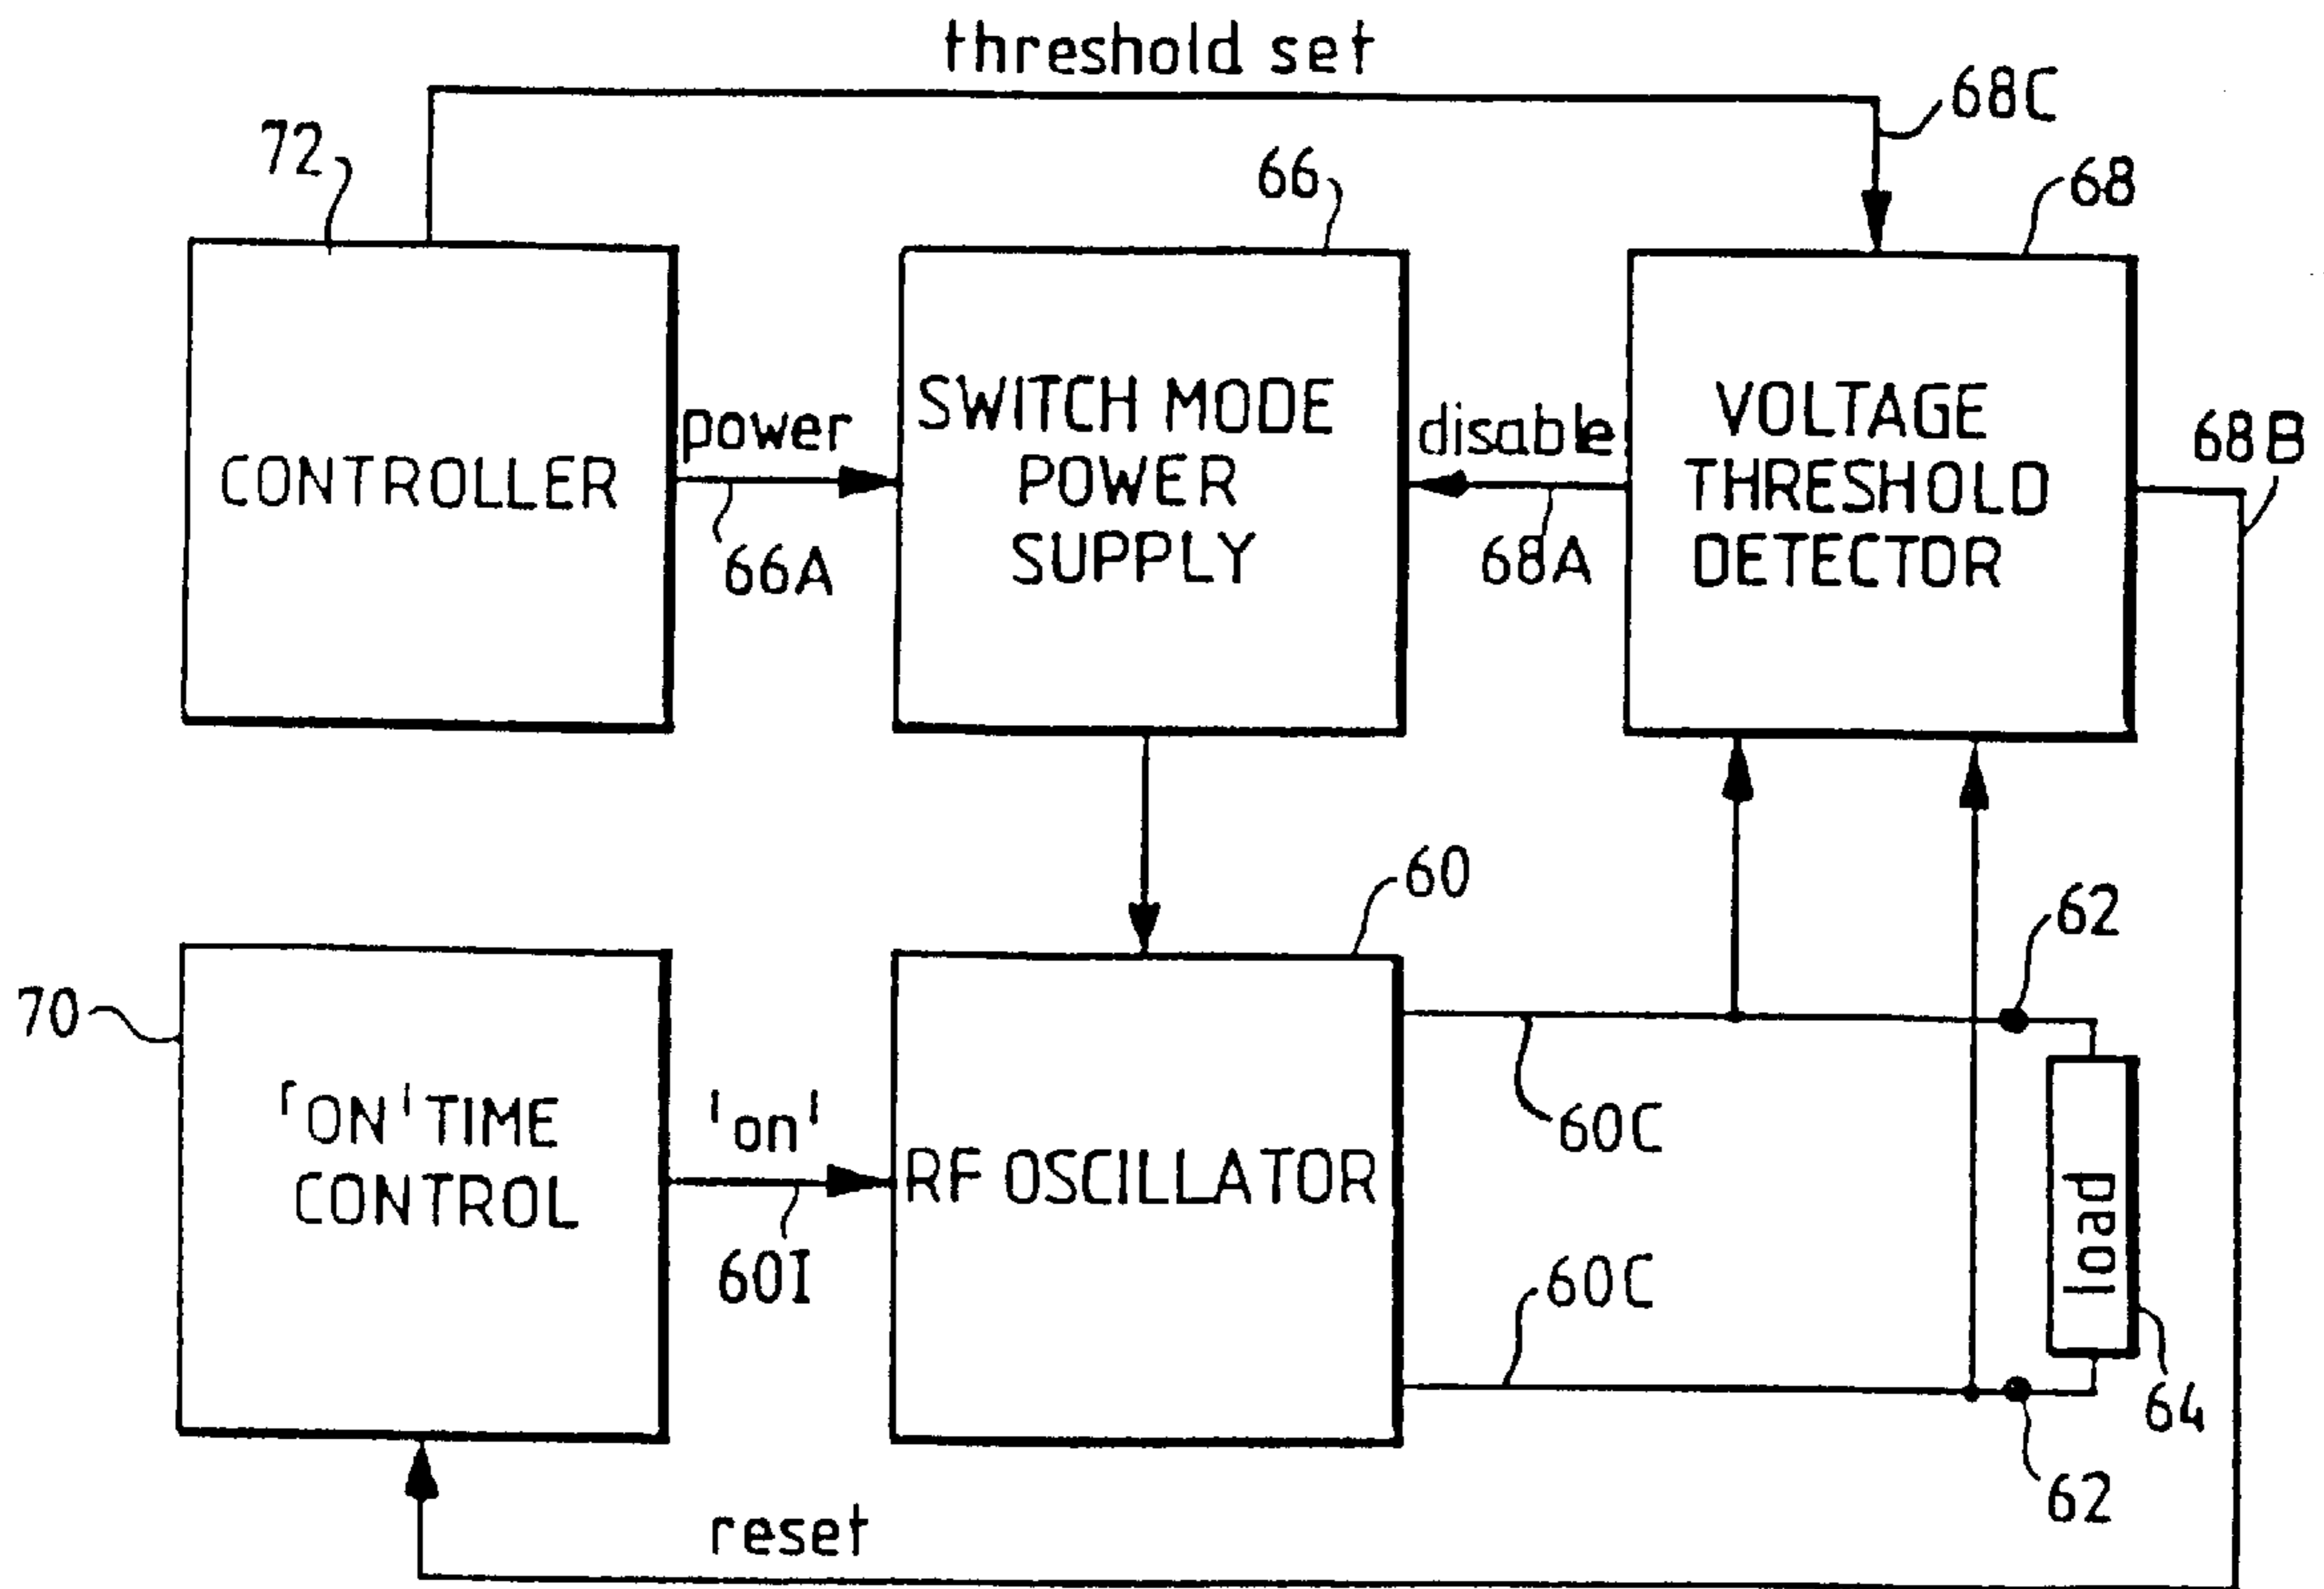 threshold set
68C
72
66
68
CONTROLLER
power
66A
SWITCH MODE
POWER
SUPPLY
disable
68A
VOLTAGE
THRESHOLD
DETECTOR
68B
60
62
70
'ON' TIME
CONTROL
'on'
60I
RF OSCILLATOR
60C
60C
load
64
62
reset